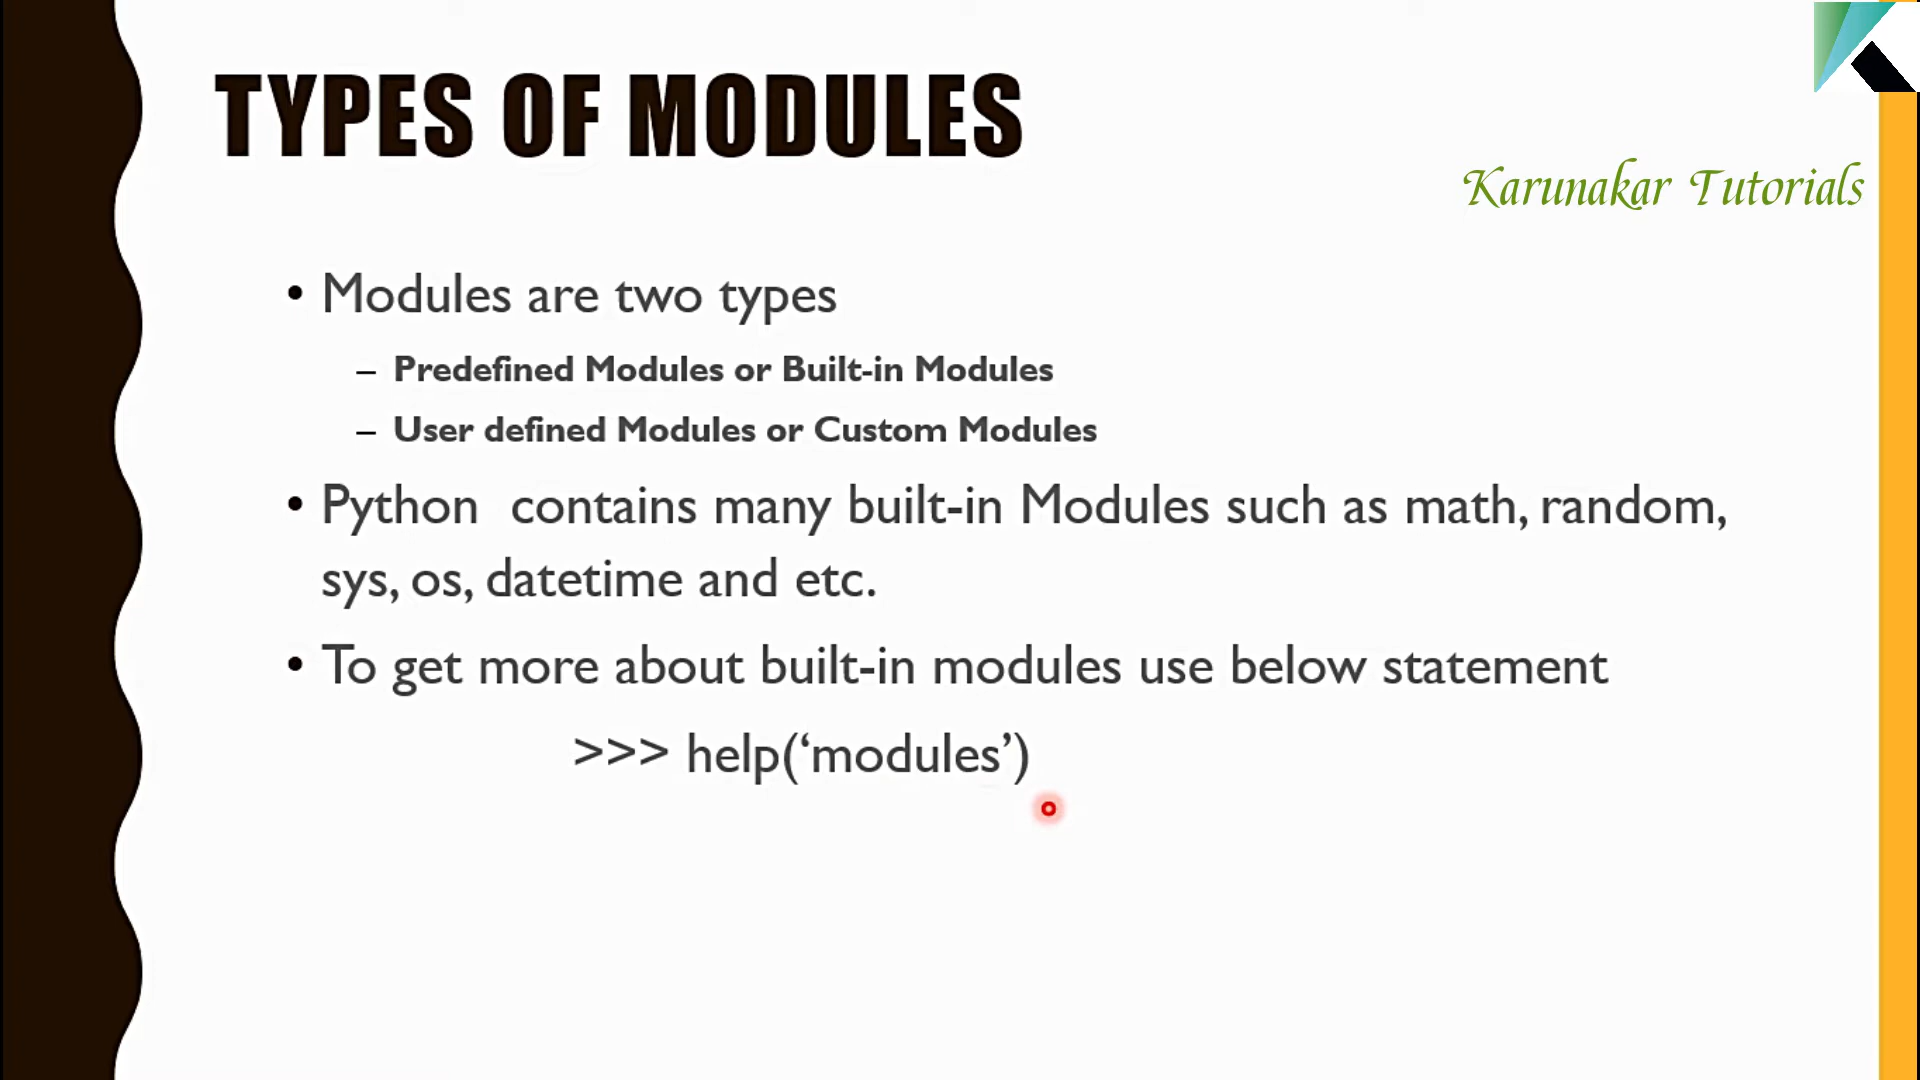 TYPES OF MODULES
Karunakar Tutorials
• Modules are two types
– Predefined Modules or Built-in Modules
– User defined Modules or Custom Modules
• Python  contains many built-in Modules such as math, random,
sys, os, datetime and etc.
• To get more about built-in modules use below statement
>>> help(‘modules’)